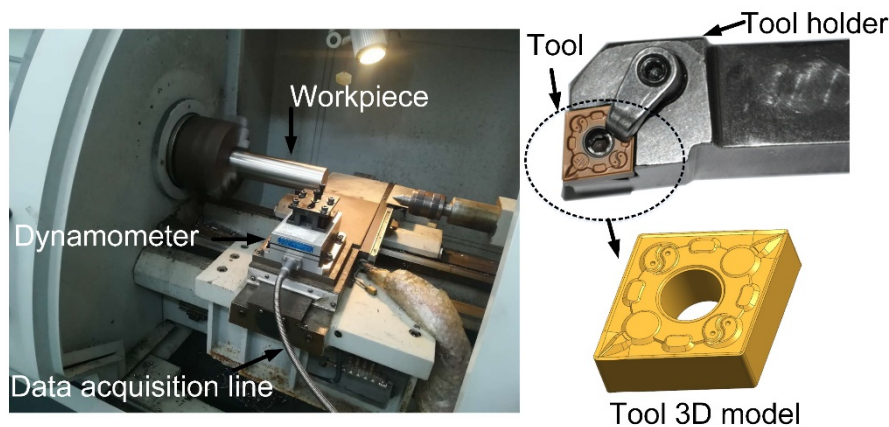 Workpiece
Dynamometer
Data acquisition line
Tool holder
Tool
Tool 3D model